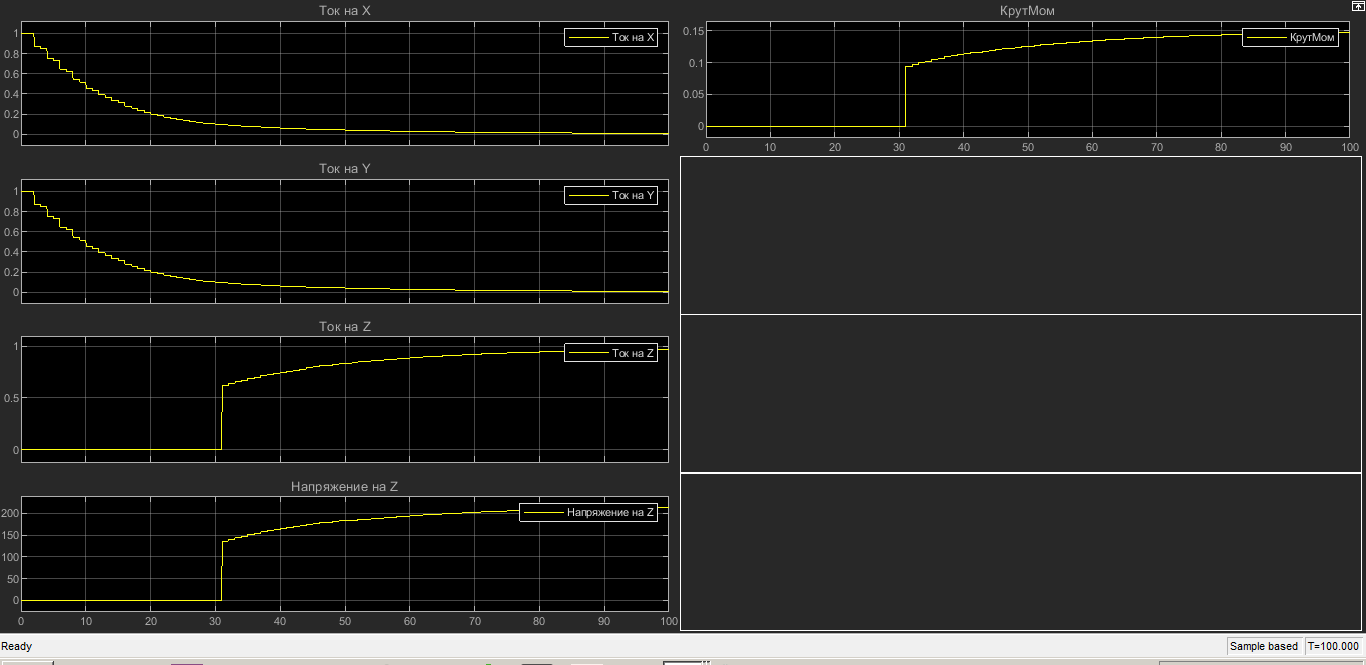 Ток на X
1
0.8
0.6
0.4
0.2
0
Ток на X
Ток на Y
1
0.8
0.6
0.4
0.2
0
Ток на Y
Ток на Z
1
0.5
0
Ток на Z
Напряжение на Z
200
150
100
50
0
Напряжение на Z
0 10 20 30 40 50 60 70 80 90 100
КрутМом
0.15
0.1
0.05
0
КрутМом
0 10 20 30 40 50 60 70 80 90 100
Ready
Sample based
T=100.000